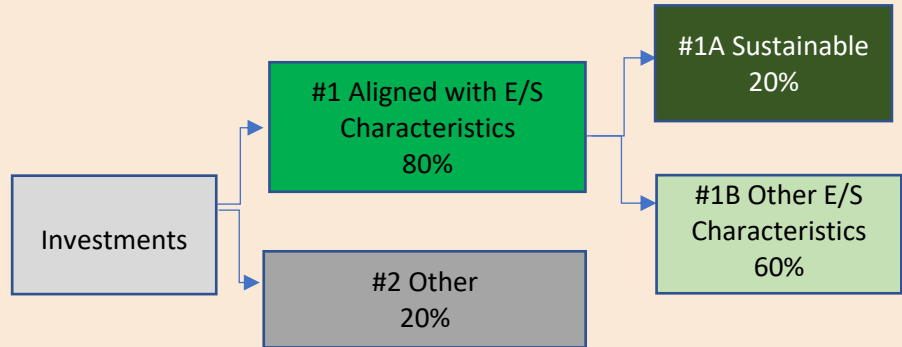 Investments
#1 Aligned with E/S
Characteristics
80%
#2 Other
20%
#1A Sustainable
20%
#1B Other E/S
Characteristics
60%